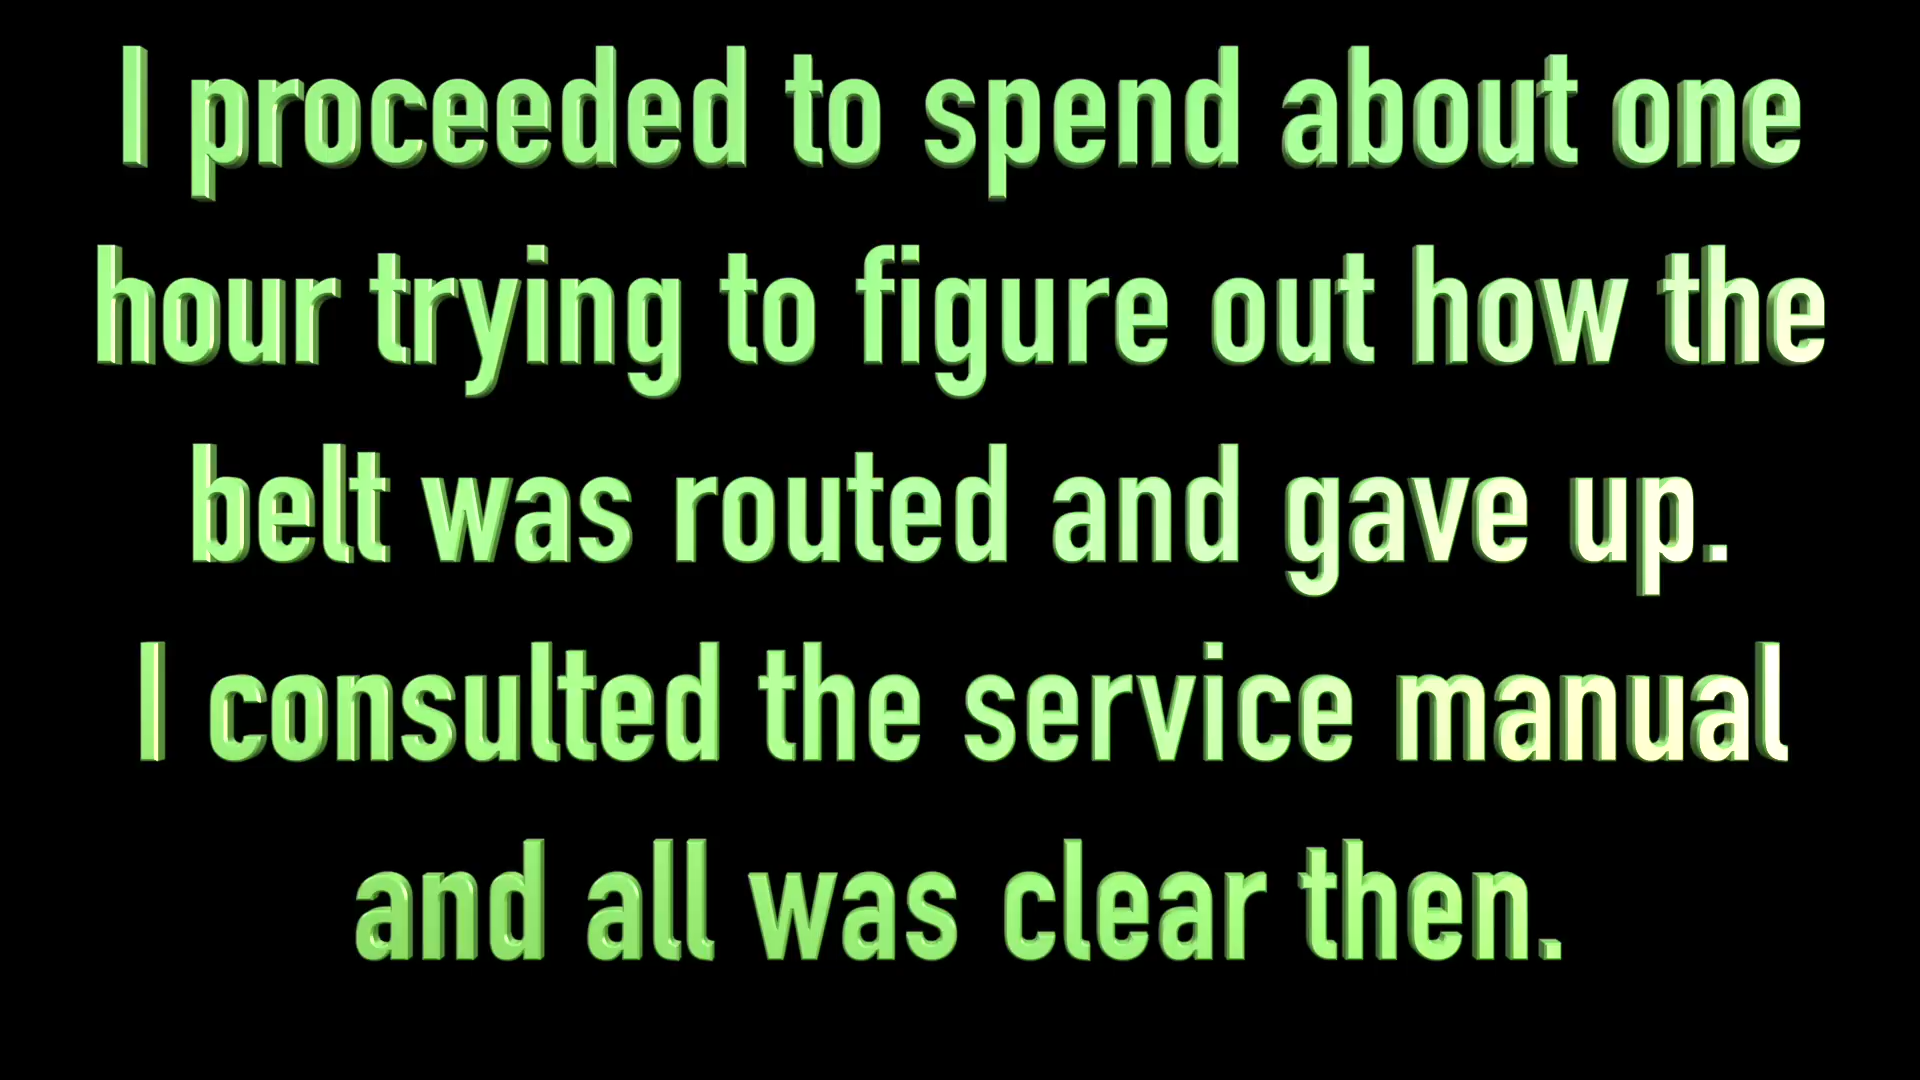 I proceeded to spend about one
hour trying to figure out how the
belt was routed and gave up.
I consulted the service manual
and all was clear then.